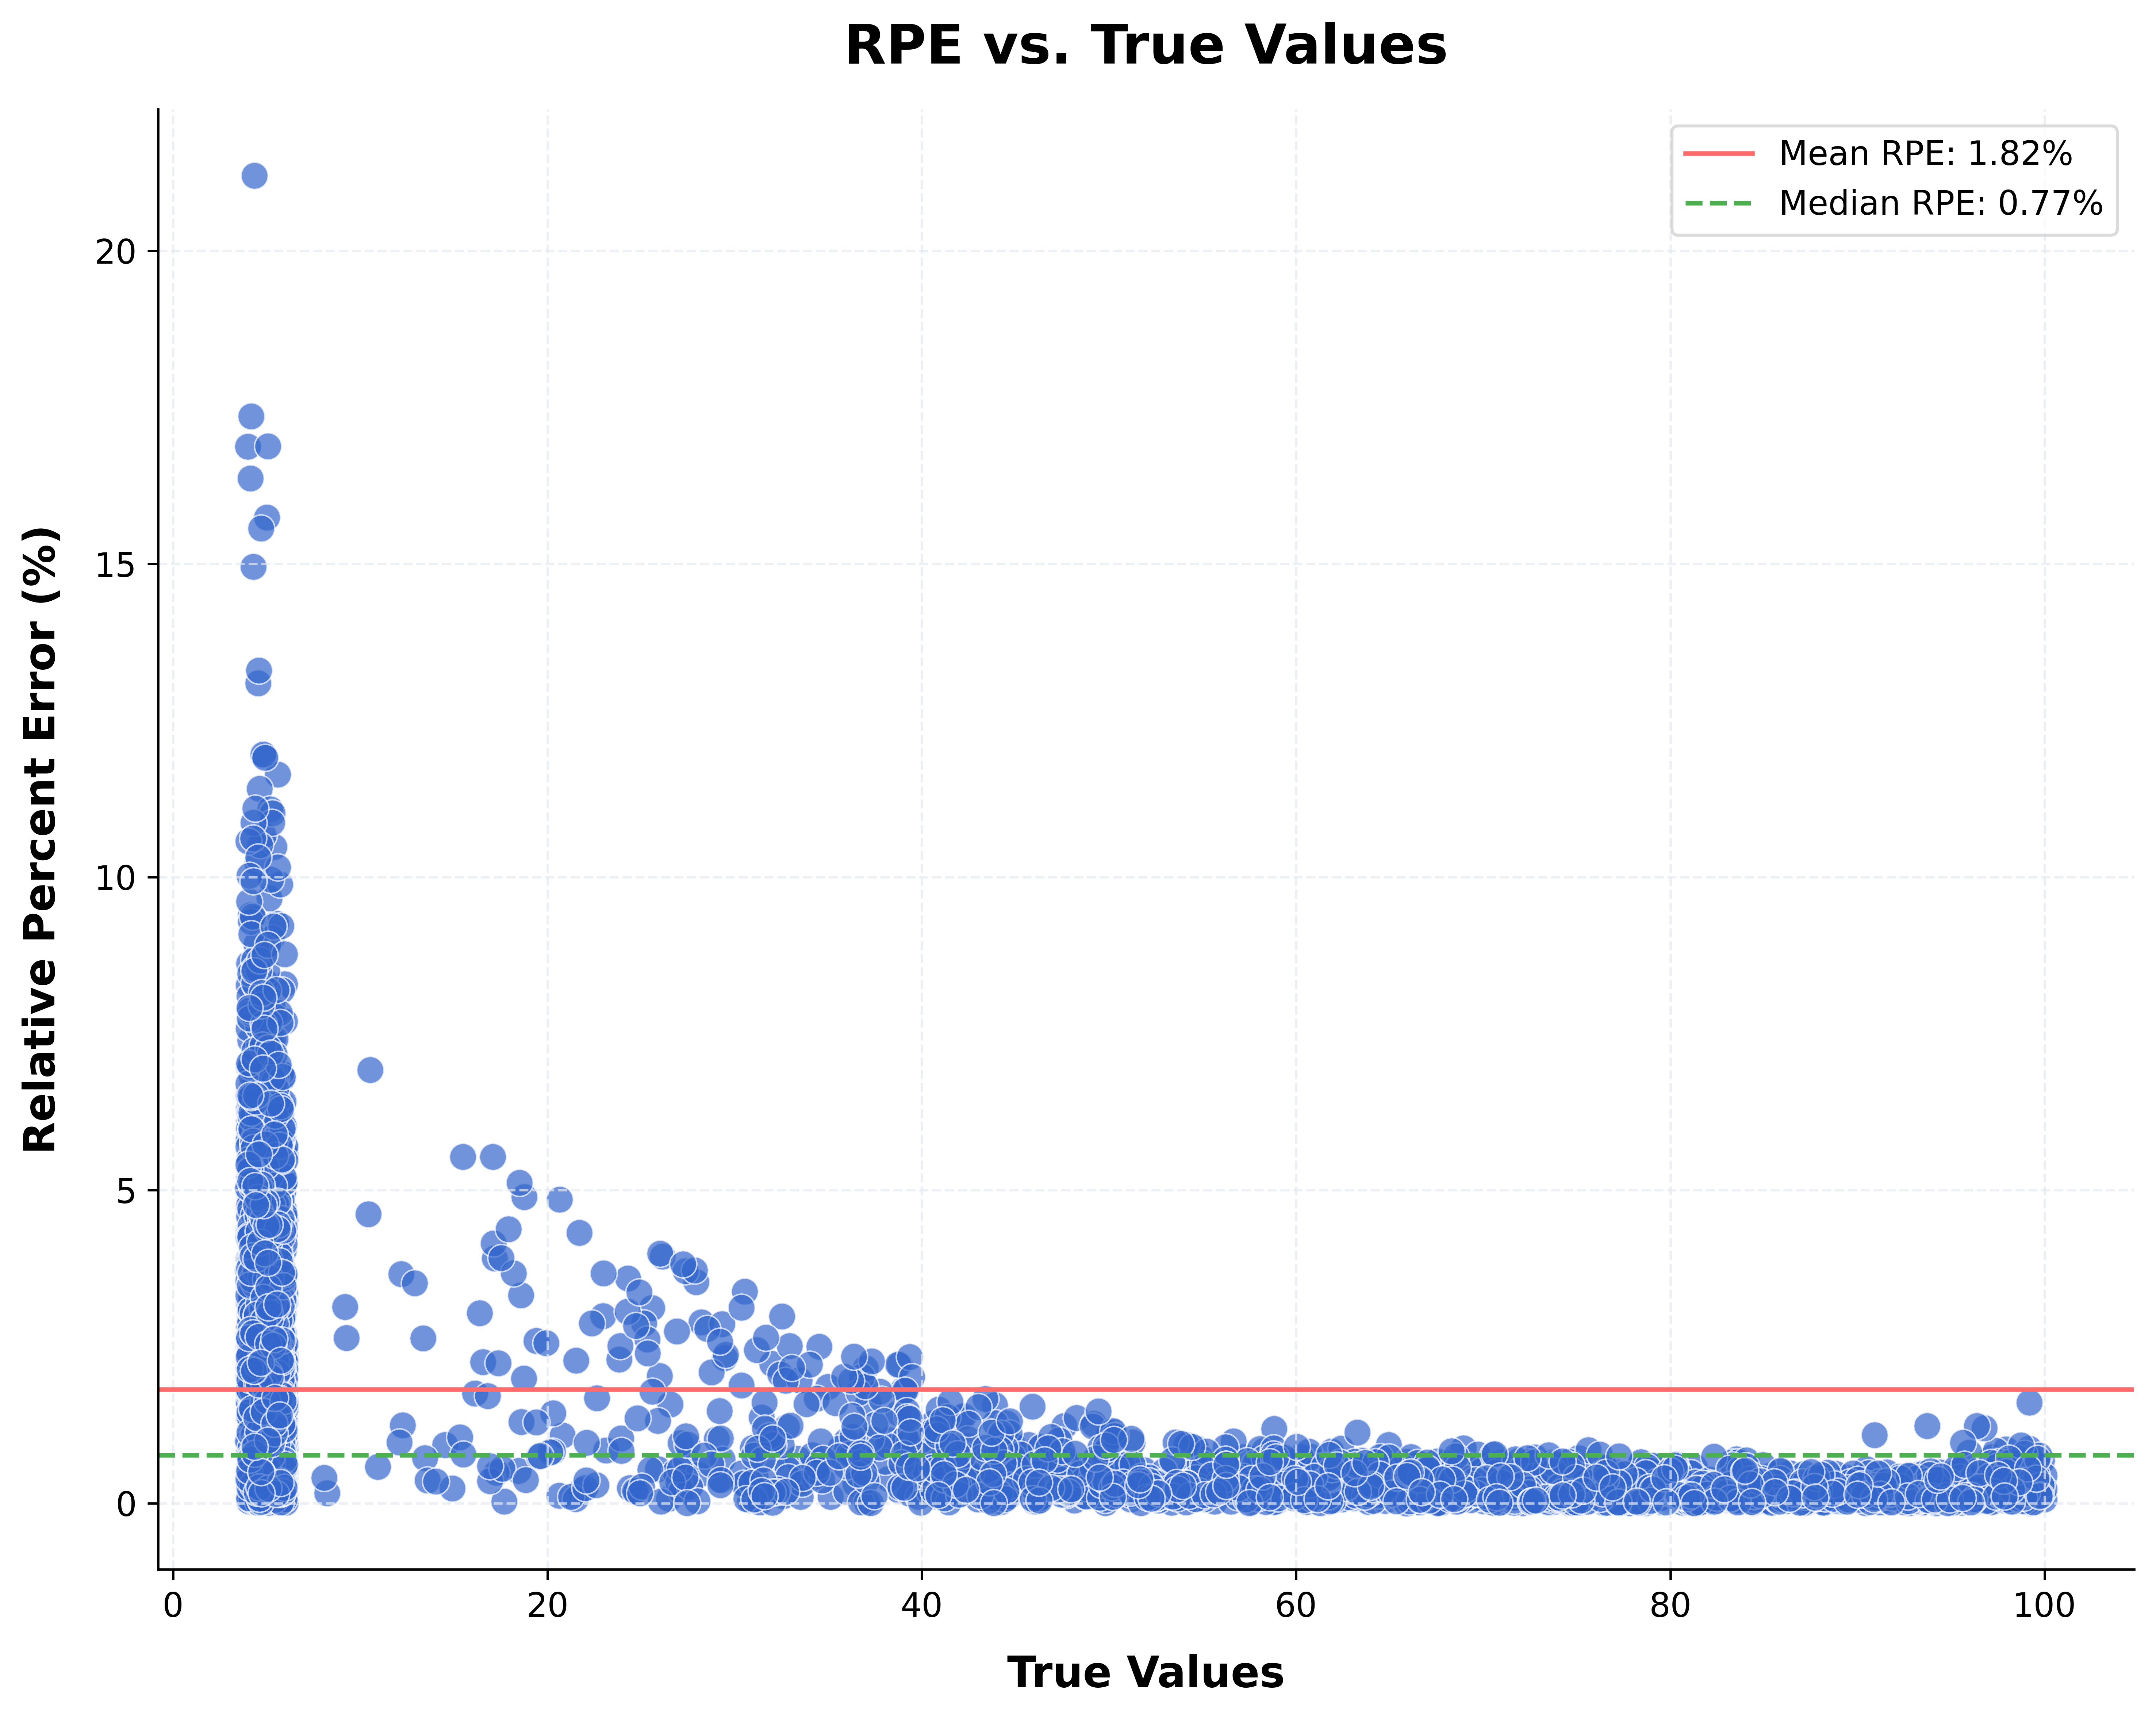 RPE vs. True Values
Mean RPE: 1.82%
Median RPE: 0.77%
Relative Percent Error (%)
20
15
10
5
0
0 20 40 60 80 100
True Values